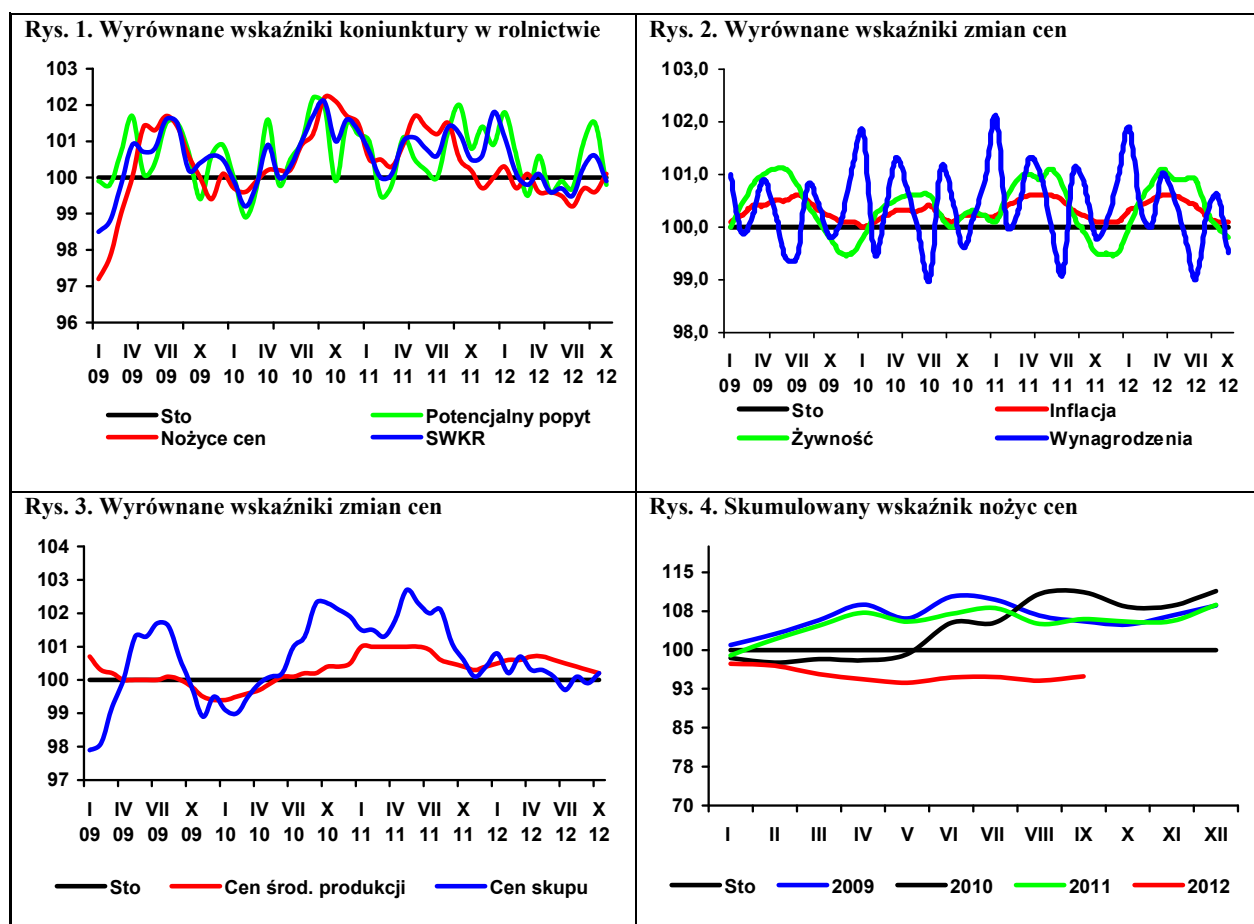 Rys. 1. Wyrównane wskaźniki koniunktury w rolnictwie
103
102
101
100
99
98
97
96
I IV VII X I IV VII X I IV VII X I IV VII X
09 09 09 09 10 10 10 10 11 11 11 11 12 12 12 12
Sto Potencjalny popyt
Nożyce cen SWKR
Rys. 2. Wyrównane wskaźniki zmian cen
103,0
102,0
101,0
100,0
99,0
98,0
I IV VII X I IV VII X I IV VII X I IV VII X
09 09 09 09 10 10 10 10 11 11 11 11 12 12 12 12
Sto Inflacja
Żywność Wynagrodzenia
Rys. 3. Wyrównane wskaźniki zmian cen
104
103
102
101
100
99
98
97
I IV VII X I IV VII X I IV VII X I IV VII X
09 09 09 09 10 10 10 10 11 11 11 11 12 12 12 12
Sto Cen środ. produkcji Cen skupu
Rys. 4. Skumulowany wskaźnik nożyc cen
115
108
100
93
85
78
70
I II III IV V VI VII VIII IX X XI XII
Sto 2009 2010 2011 2012